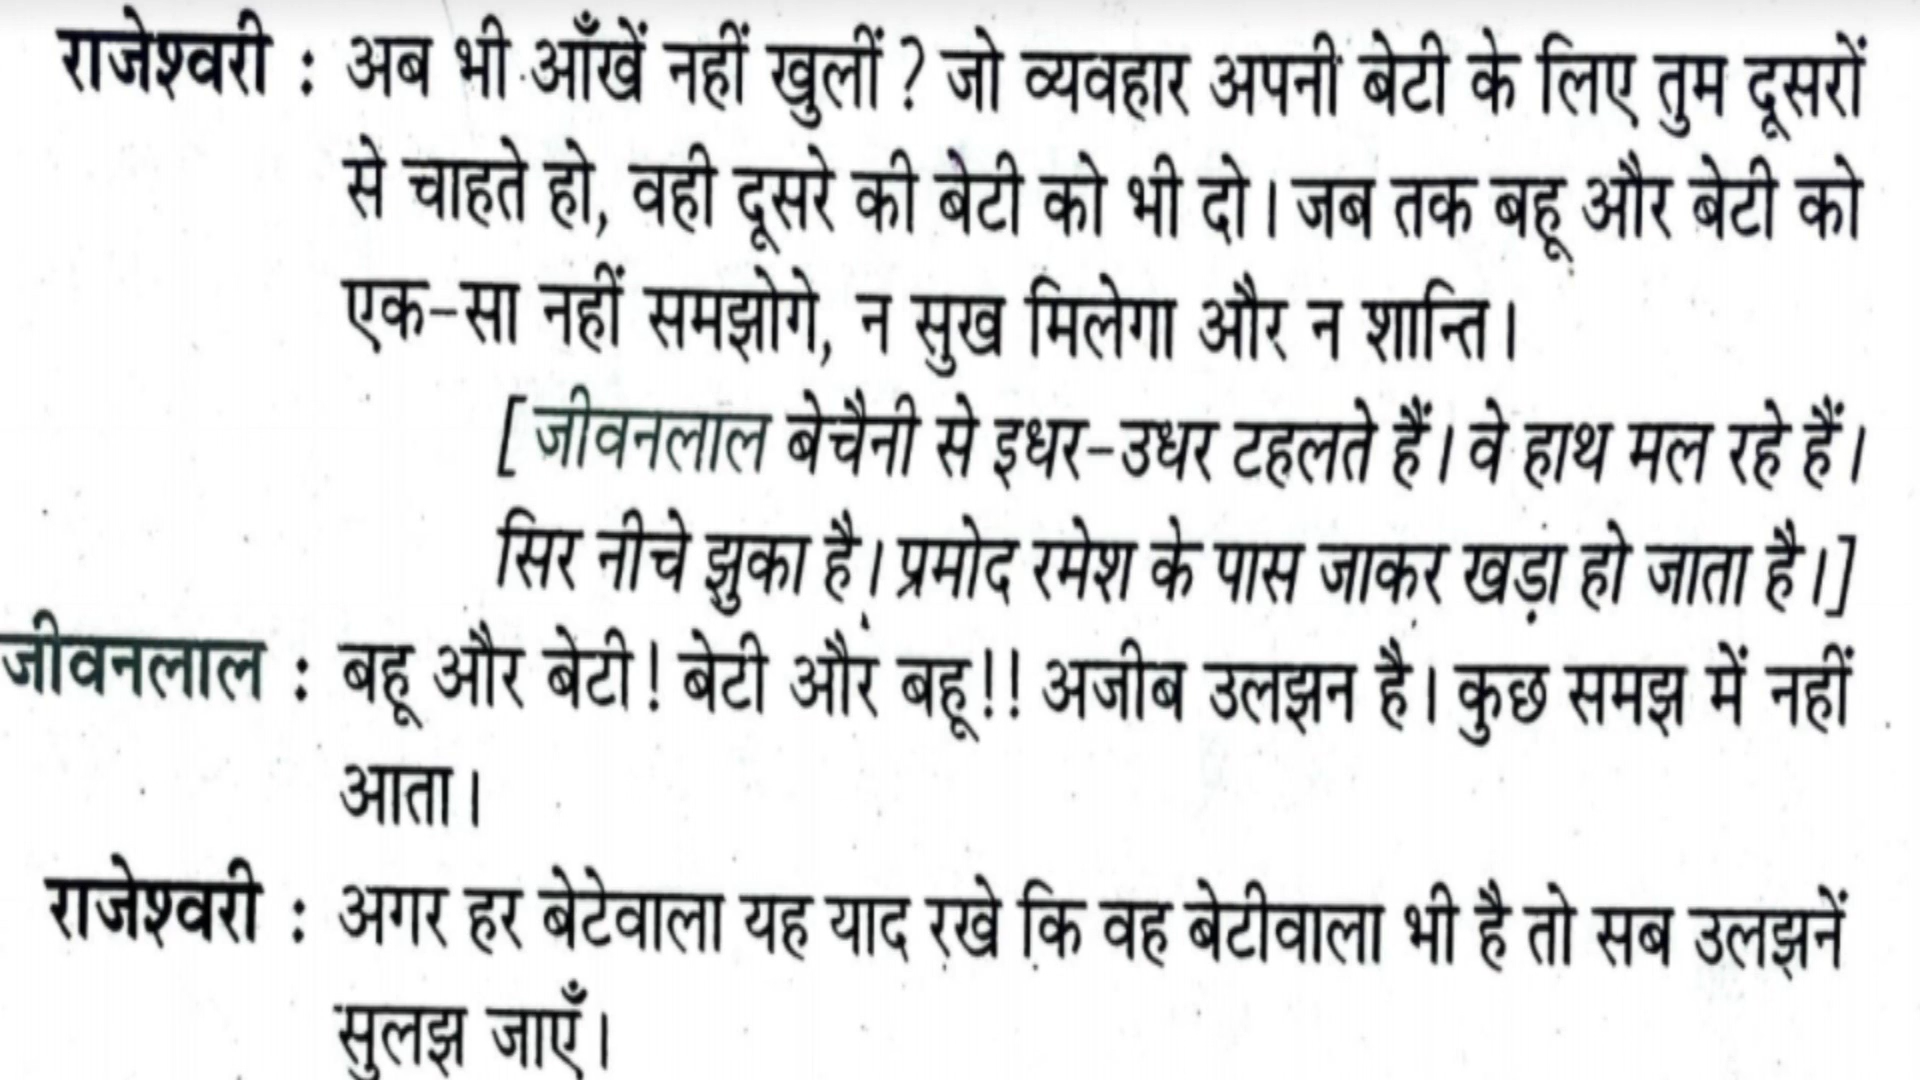 राजेश्वरी : अब भी आँखें नहीं खुलीं ? जो व्यवहार अपनी बेटी के लिए तुम दूसरों
से चाहते हो, वही दूसरे की बेटी को भी दो। जब तक बहू और बेटी को
एक-सा नहीं समझोगे, न सुख मिलेगा और न शान्ति।
[ जीवनलाल बेचैनी से इधर-उधर टहलते हैं। वे हाथ मल रहे हैं।
सिर नीचे झुका है। प्रमोद रमेश के पास जाकर खड़ा हो जाता है।]
जीवनलाल : बहू और बेटी! बेटी और बहू!! अजीब उलझन है। कुछ समझ में नहीं
आता।
राजेश्वरी : अगर हर बेटेवाला यह याद रखे कि वह बेटीवाला भी है तो सब उलझनें
सुलझ जाएँ।